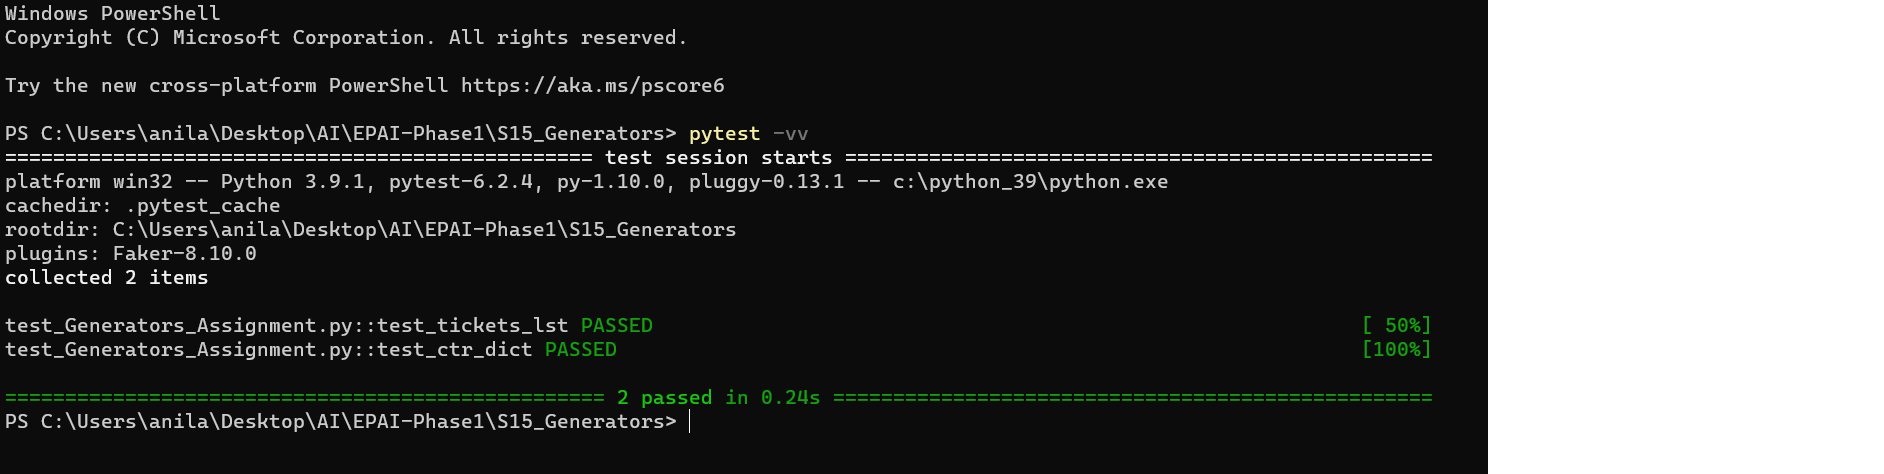 Windows PowerShell
Copyright (C) Microsoft Corporation. All rights reserved.
Try the new cross-platform PowerShell https://aka.ms/pscore6
PS C:\Users\anila\Desktop\AI\EPAI-Phase1\S15_Generators> pytest -vv
================================================= test session starts =================================================
platform win32 -- Python 3.9.1, pytest-6.2.4, py-1.10.0, pluggy-0.13.1 -- c:\python_39\python.exe
cachedir: .pytest_cache
rootdir: C:\Users\anila\Desktop\AI\EPAI-Phase1\S15_Generators
plugins: Faker-8.10.0
collected 2 items
test_Generators_Assignment.py::test_tickets_lst PASSED [ 50%]
test_Generators_Assignment.py::test_ctr_dict PASSED [100%]
================================================== 2 passed in 0.24s ==================================================
PS C:\Users\anila\Desktop\AI\EPAI-Phase1\S15_Generators>